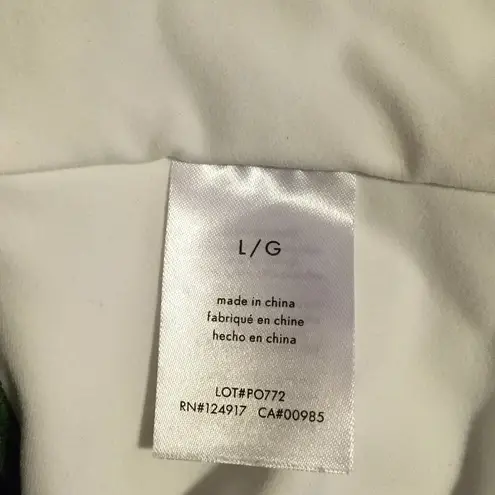 L/G
made in china
fabriqué en chine
hecho en china
LOT#PO772
RN#124917 CA#00985